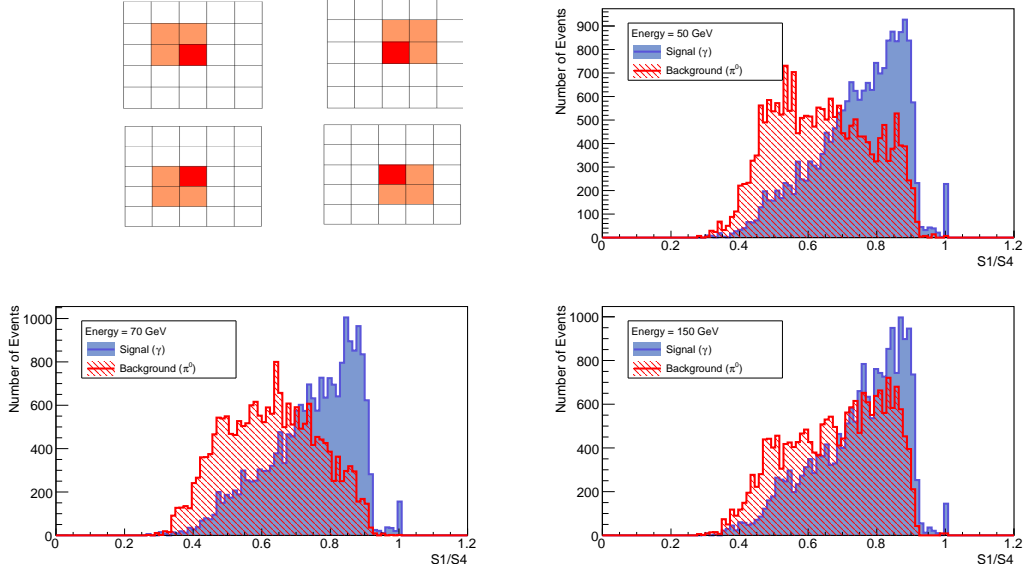 Number of Events
900
800
700
600
500
400
300
200
100
0
Energy = 50 GeV
Signal (γ)
Background (π⁰)
0 0.2 0.4 0.6 0.8 1 1.2
S1/S4
Number of Events
1000
800
600
400
200
0
Energy = 70 GeV
Signal (γ)
Background (π⁰)
0 0.2 0.4 0.6 0.8 1 1.2
S1/S4
Number of Events
1000
800
600
400
200
0
Energy = 150 GeV
Signal (γ)
Background (π⁰)
0 0.2 0.4 0.6 0.8 1 1.2
S1/S4